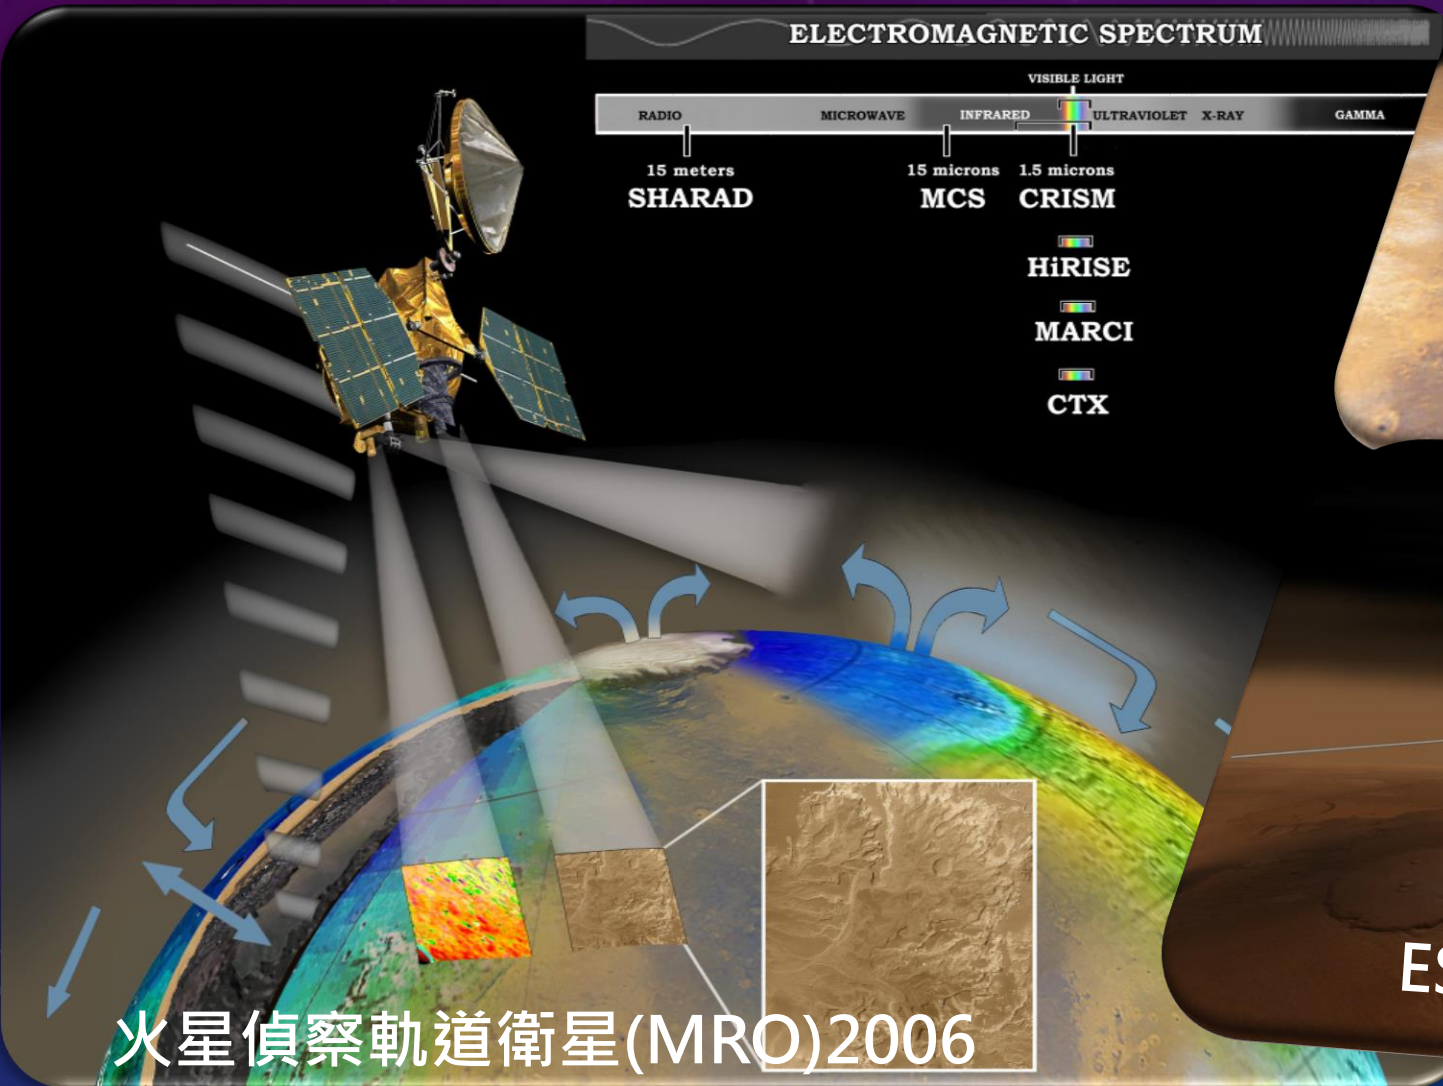 ELECTROMAGNETIC SPECTRUM
VISIBLE LIGHT
RADIO MICROWAVE INFRARED ULTRAVIOLET X-RAY GAMMA
15 meters 15 microns 1.5 microns
SHARAD MCS CRISM
HiRISE
MARCI
CTX
ES
火星偵察軌道衛星(MRO)2006